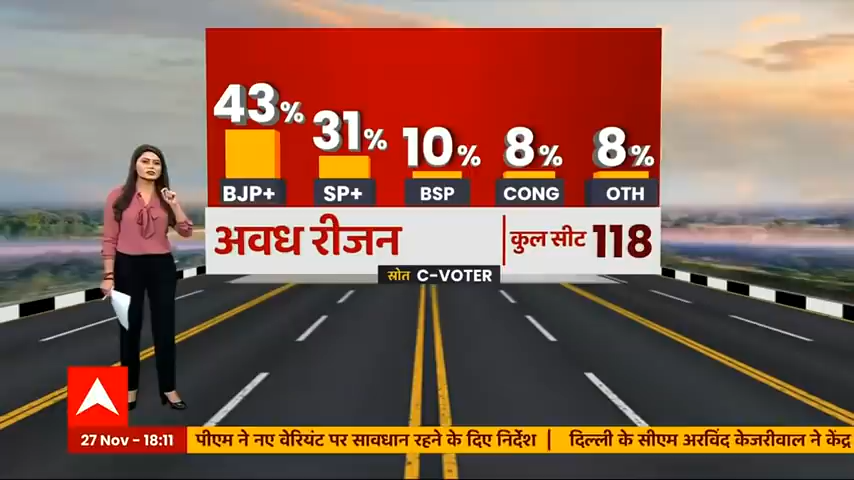 43% 31% 10% 8% 8%
BJP+ SP+ BSP CONG OTH
अवध रीजन कुल सीट 118
स्रोत C-VOTER
27 Nov - 18:11 पीएम ने नए वेरियंट पर सावधान रहने के दिए निर्देश | दिल्ली के सीएम अरविंद केजरीवाल ने केंद्र